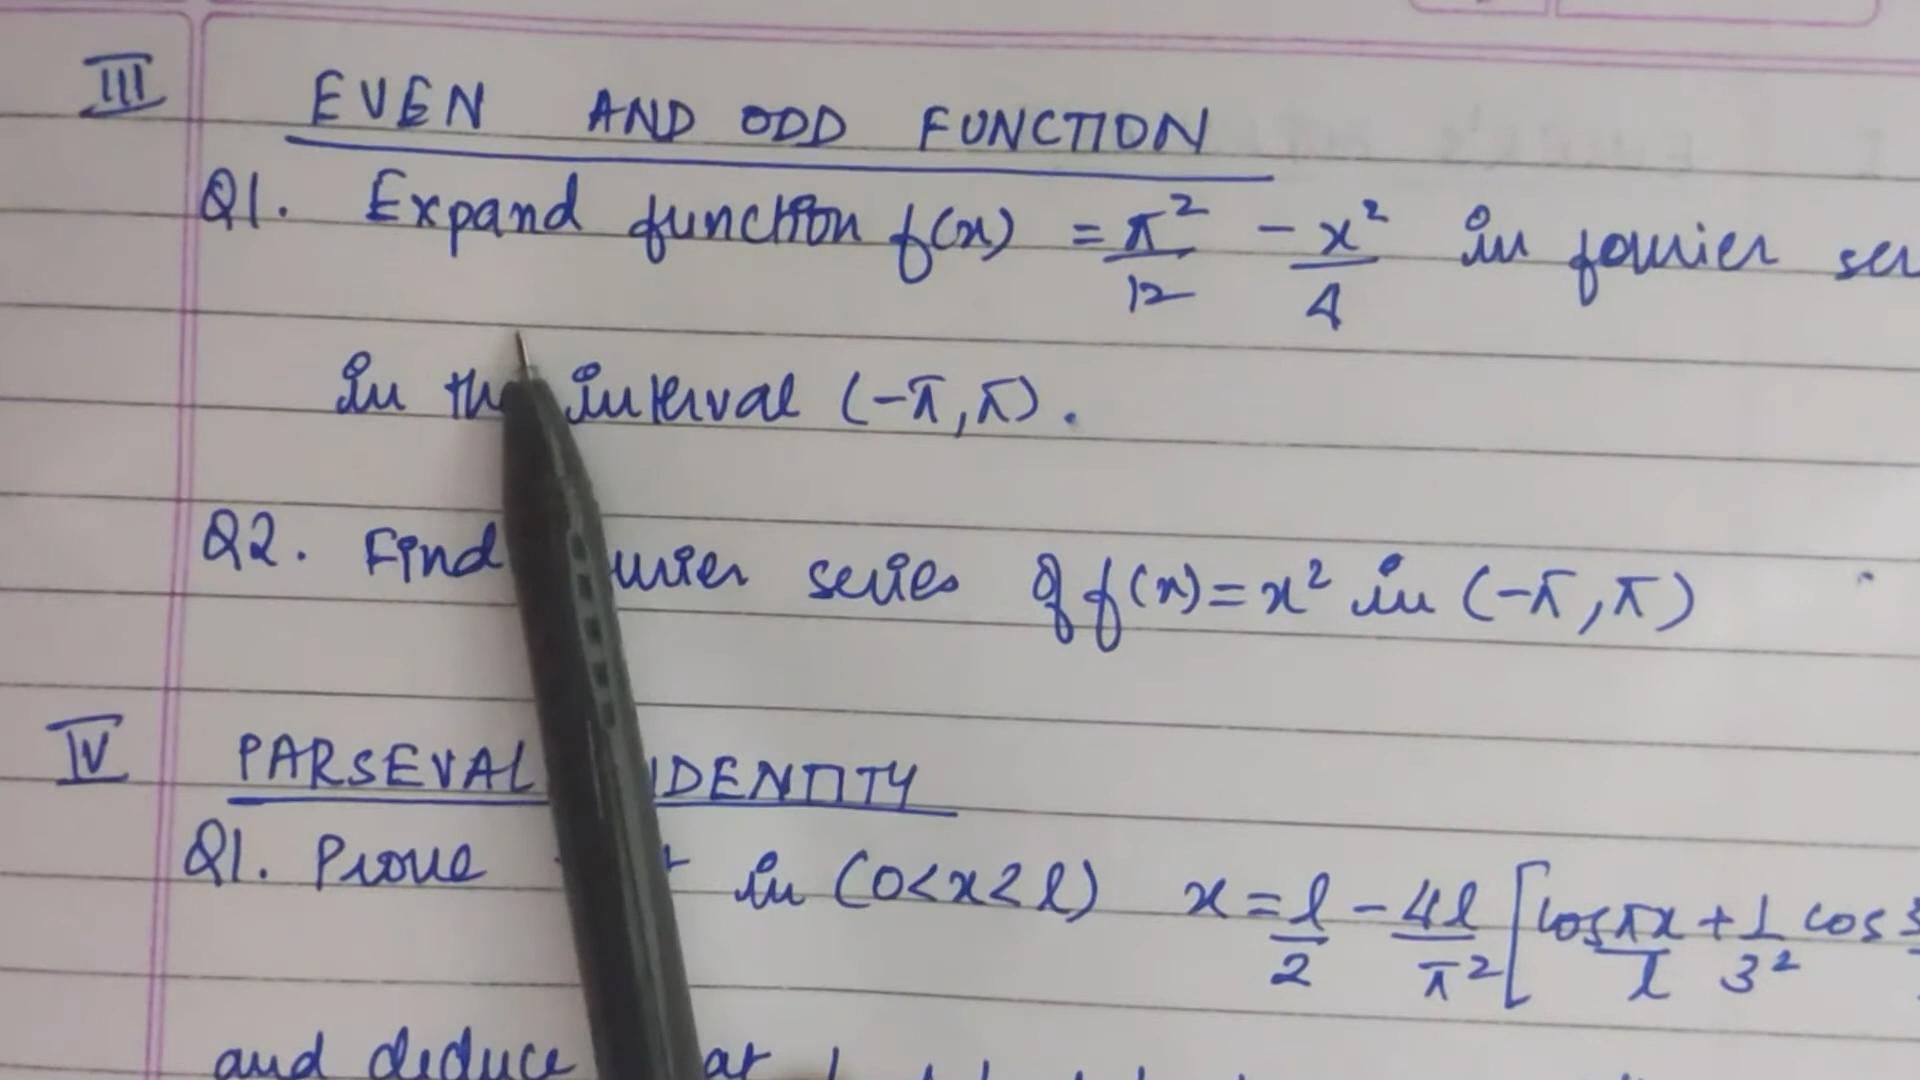 III EVEN AND ODD FUNCTION
Q1. Expand function f(x) = π²/12 - x²/4 in fourier
in the interval (-π, π).
Q2. Find series of f(x) = x² in (-π, π)
IV PARSEVAL IDENTITY
Q1. Prove in (0<x<l) x = l/2 - 4l/π² [cos πx/l + 1/3² cos
and deduce